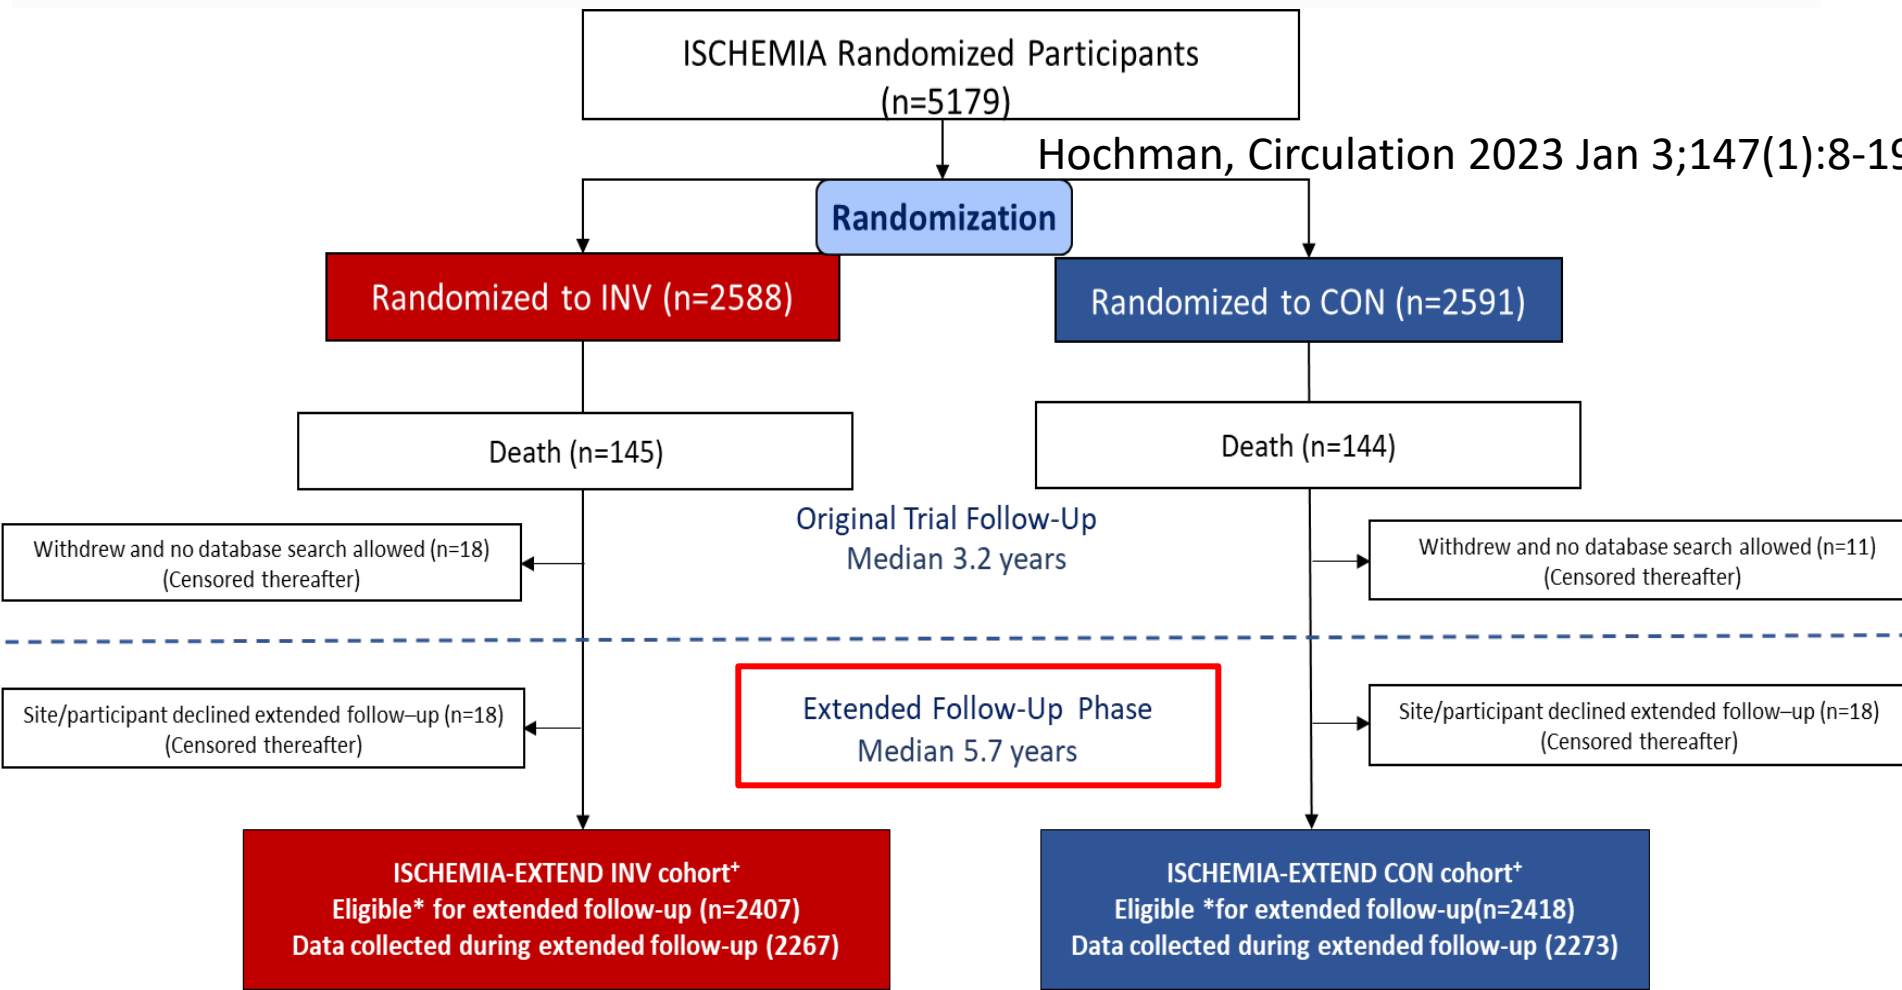 ISCHEMIA Randomized Participants
(n=5179)
Hochman, Circulation 2023 Jan 3;147(1):8-19
Randomization
Randomized to INV (n=2588)
Randomized to CON (n=2591)
Death (n=145)
Death (n=144)
Original Trial Follow-Up
Median 3.2 years
Withdrew and no database search allowed (n=18)
(Censored thereafter)
Withdrew and no database search allowed (n=11)
(Censored thereafter)
Site/participant declined extended follow–up (n=18)
(Censored thereafter)
Extended Follow-Up Phase
Median 5.7 years
Site/participant declined extended follow–up (n=18)
(Censored thereafter)
ISCHEMIA-EXTEND INV cohort⁺
Eligible* for extended follow-up (n=2407)
Data collected during extended follow-up (2267)
ISCHEMIA-EXTEND CON cohort⁺
Eligible *for extended follow-up(n=2418)
Data collected during extended follow-up (2273)